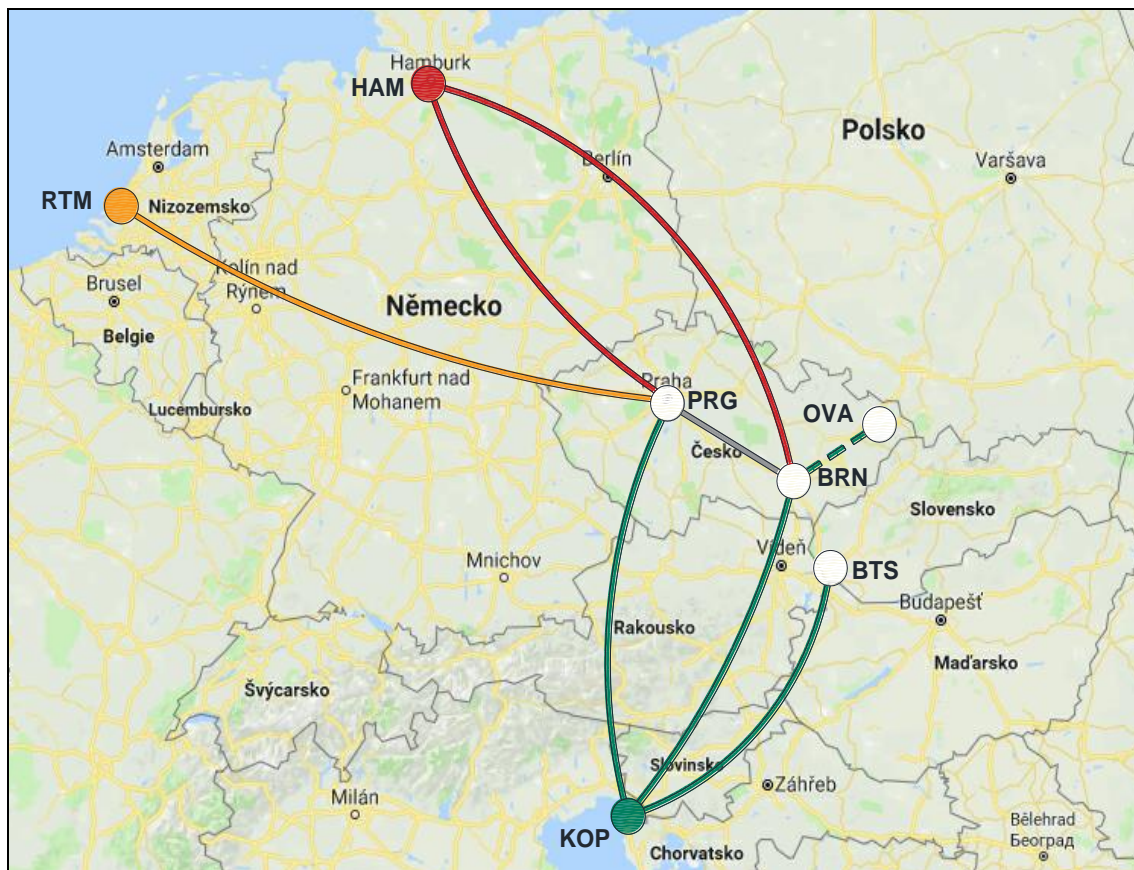 Hamburk
HAM
Polsko
Berlín
Varšava
Amsterdam
RTM
Nizozemsko
Kolín nad
Rýnem
Brusel
Německo
Belgie
Frankfurt nad
Mohanem
Praha
PRG
OVA
Lucembursko
Česko
BRN
Slovensko
Vídeň
Mnichov
BTS
Budapešť
Rakousko
Maďarsko
Švýcarsko
Slovinsko
Záhřeb
Milán
KOP
Chorvatsko
Bělehrad
Београд